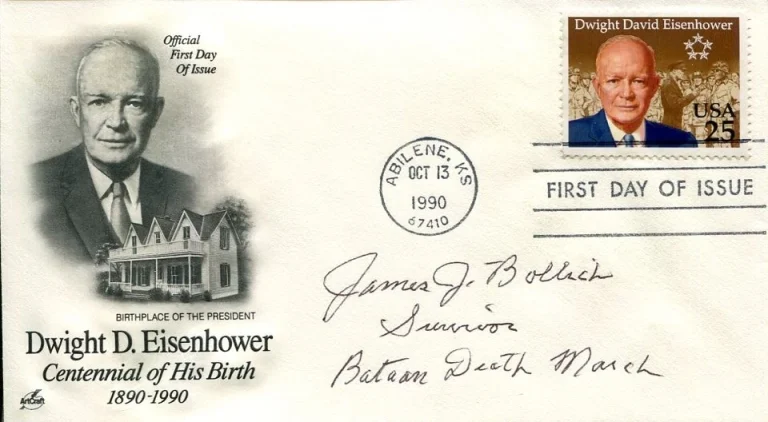 Official
First Day
Of Issue
Dwight David Eisenhower
USA
25
ABILENE, KS
OCT 13
1990
67410
FIRST DAY OF ISSUE
James J. Bollich
Survivor
Bataan Death March
BIRTHPLACE OF THE PRESIDENT
Dwight D. Eisenhower
Centennial of His Birth
1890-1990
ArtCraft